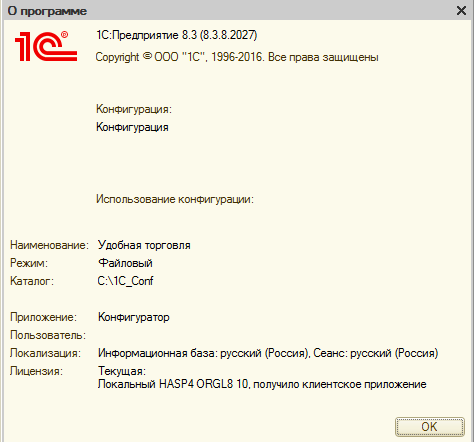 О программе
1С®
1С:Предприятие 8.3 (8.3.8.2027)
Copyright © ООО "1С", 1996-2016. Все права защищены
Конфигурация:
Конфигурация
Использование конфигурации:
Наименование: Удобная торговля
Режим: Файловый
Каталог: C:\1C_Conf
Приложение: Конфигуратор
Пользователь:
Локализация: Информационная база: русский (Россия), Сеанс: русский (Россия)
Лицензия: Текущая:
Локальный HASP4 ORGL8 10, получило клиентское приложение
OK